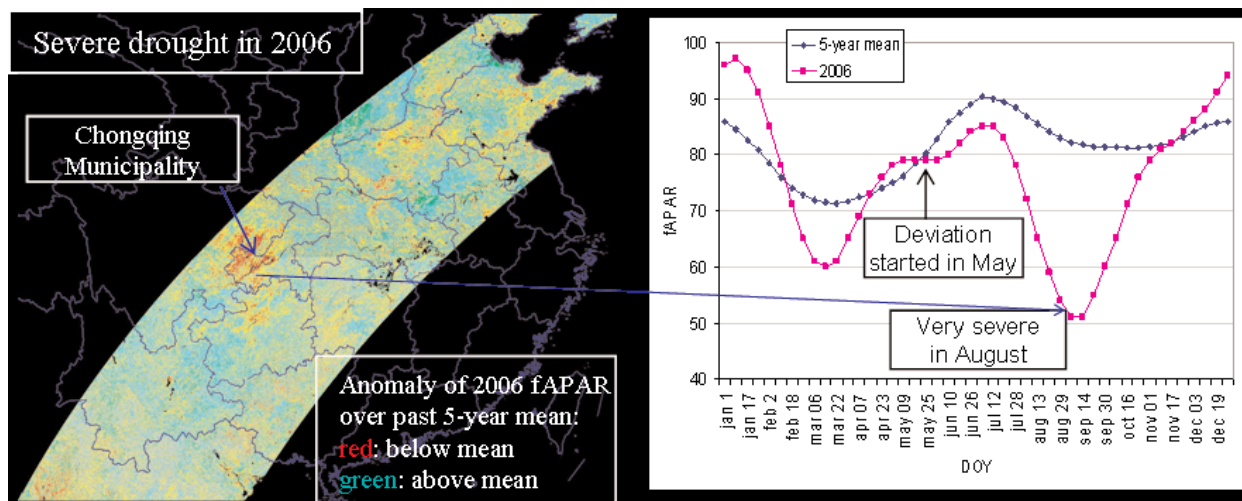 Severe drought in 2006
Chongqing
Municipality
Anomaly of 2006 fAPAR
over past 5-year mean:
red: below mean
green: above mean
5-year mean
2006
100
90
80
70
60
50
40
fAPAR
Deviation
started in May
Very severe
in August
jan 1
jan 17
feb 2
feb 18
mar 06
mar 22
apr 07
apr 23
may 09
may 25
jun 10
jun 26
jul 12
jul 28
aug 13
aug 29
sep 14
sep 30
oct 16
nov 01
nov 17
dec 03
dec 19
DOY